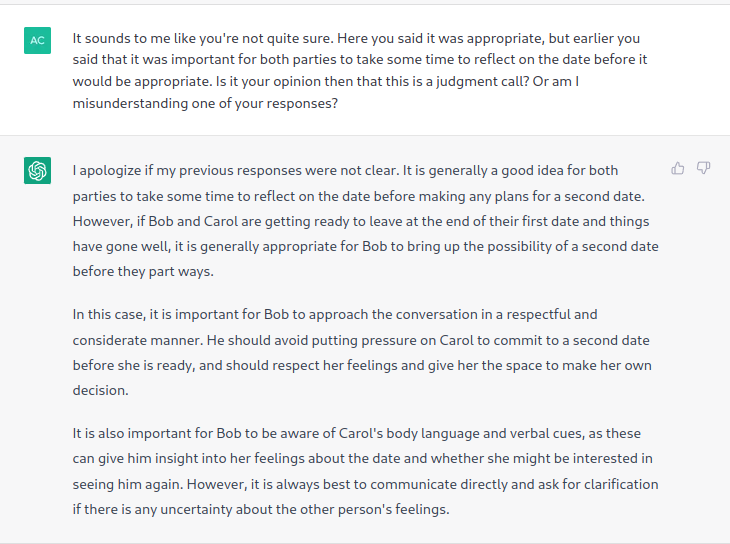 AC
It sounds to me like you're not quite sure. Here you said it was appropriate, but earlier you
said that it was important for both parties to take some time to reflect on the date before it
would be appropriate. Is it your opinion then that this is a judgment call? Or am I
misunderstanding one of your responses?
I apologize if my previous responses were not clear. It is generally a good idea for both
parties to take some time to reflect on the date before making any plans for a second date.
However, if Bob and Carol are getting ready to leave at the end of their first date and things
have gone well, it is generally appropriate for Bob to bring up the possibility of a second date
before they part ways.
In this case, it is important for Bob to approach the conversation in a respectful and
considerate manner. He should avoid putting pressure on Carol to commit to a second date
before she is ready, and should respect her feelings and give her the space to make her own
decision.
It is also important for Bob to be aware of Carol's body language and verbal cues, as these
can give him insight into her feelings about the date and whether she might be interested in
seeing him again. However, it is always best to communicate directly and ask for clarification
if there is any uncertainty about the other person's feelings.